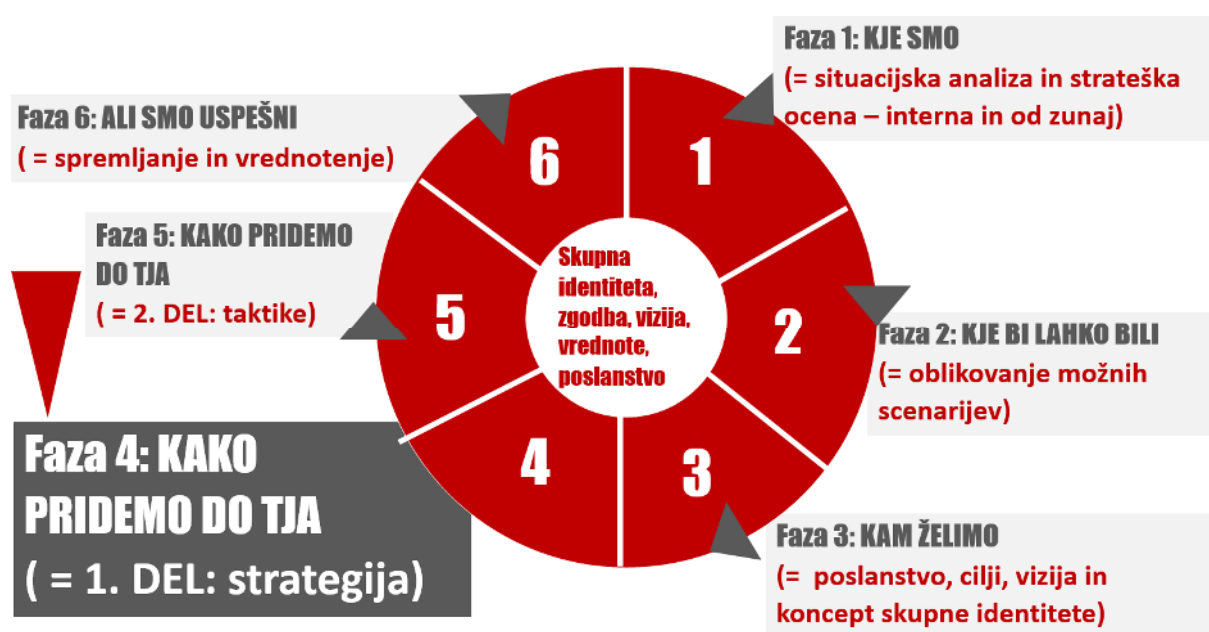 Faza 1: KJE SMO
(= situacijska analiza in strateška
ocena – interna in od zunaj)
Faza 6: ALI SMO USPEŠNI
( = spremljanje in vrednotenje)
6
1
Faza 5: KAKO PRIDEMO
DO TJA
( = 2. DEL: taktike)
Skupna
identiteta,
zgodba, vizija,
vrednote,
poslanstvo
5
2
Faza 2: KJE BI LAHKO BILI
(= oblikovanje možnih
scenarijev)
Faza 4: KAKO
PRIDEMO DO TJA
( = 1. DEL: strategija)
4
3
Faza 3: KAM ŽELIMO
(= poslanstvo, cilji, vizija in
koncept skupne identitete)